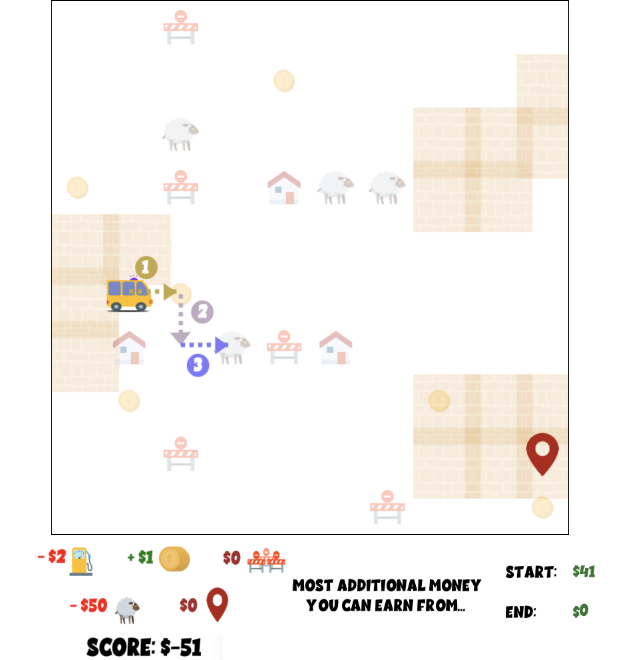 1
2
3
- $2
+ $1
$0
- $50
$0
MOST ADDITIONAL MONEY
YOU CAN EARN FROM...
START: $41
END: $0
SCORE: $-51